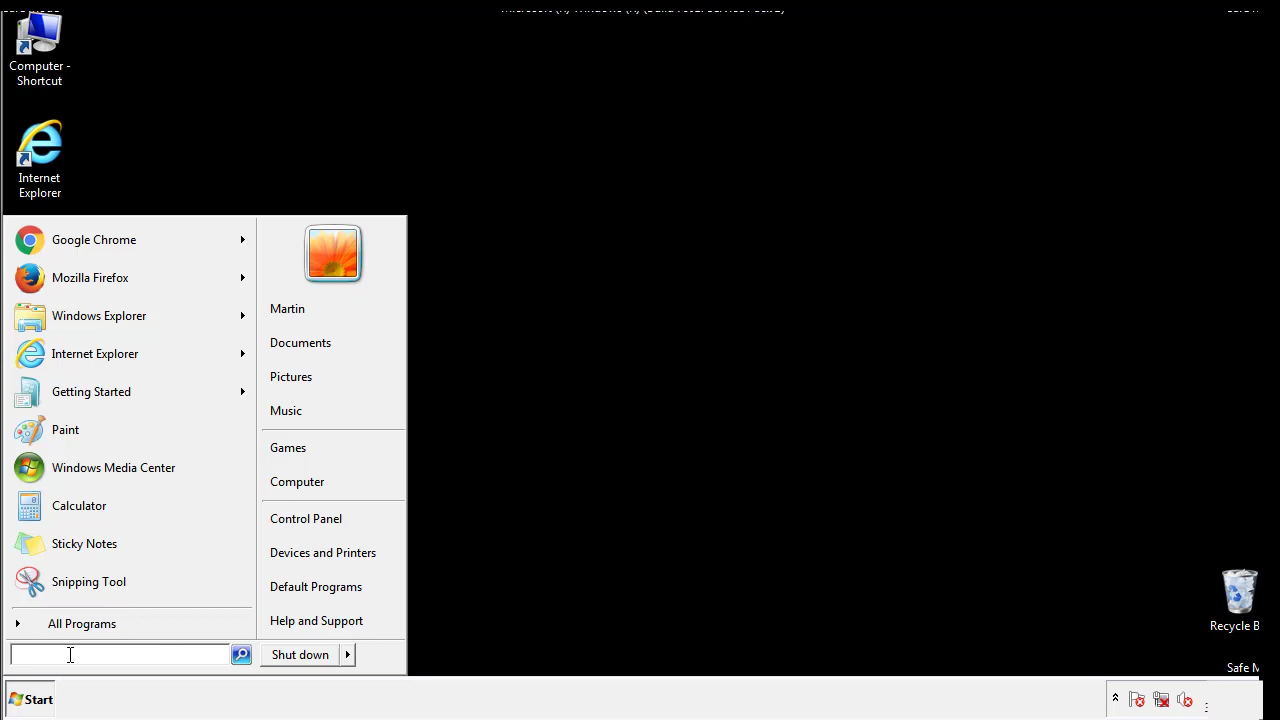 Computer -
Shortcut
Internet
Explorer
Google Chrome
Mozilla Firefox
Windows Explorer
Internet Explorer
Getting Started
Paint
Windows Media Center
Calculator
Sticky Notes
Snipping Tool
All Programs
Martin
Documents
Pictures
Music
Games
Computer
Control Panel
Devices and Printers
Default Programs
Help and Support
Shut down
Recycle B
Safe M
Start